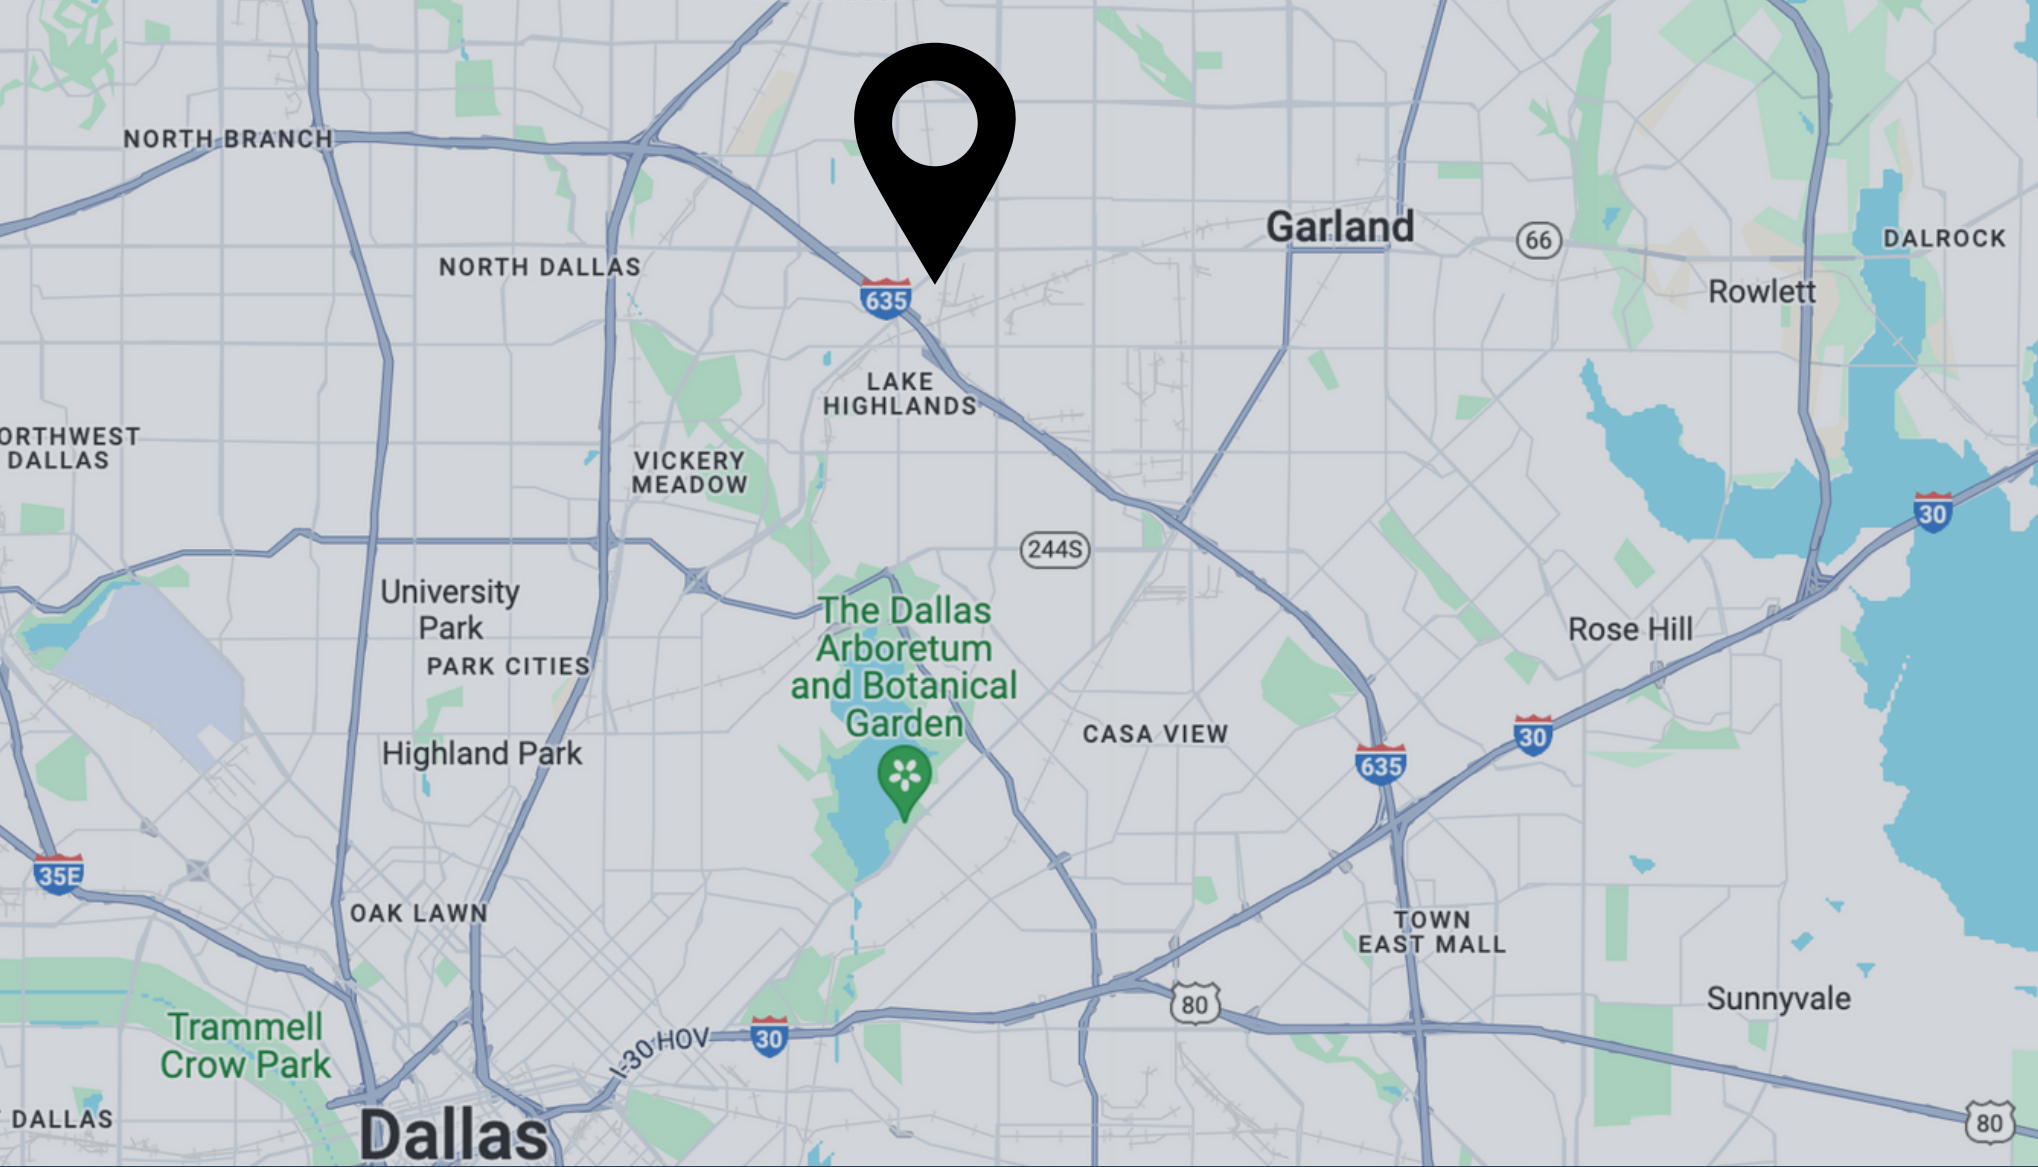 NORTH BRANCH
Garland
66
DALROCK
NORTH DALLAS
635
Rowlett
LAKE
HIGHLANDS
ORTHWEST
DALLAS
VICKERY
MEADOW
30
244S
University
Park
PARK CITIES
The Dallas
Arboretum
and Botanical
Garden
Rose Hill
Highland Park
CASA VIEW
30
635
35E
OAK LAWN
TOWN
EAST MALL
80
Sunnyvale
Trammell
Crow Park
I-30 HOV
30
DALLAS
Dallas
80